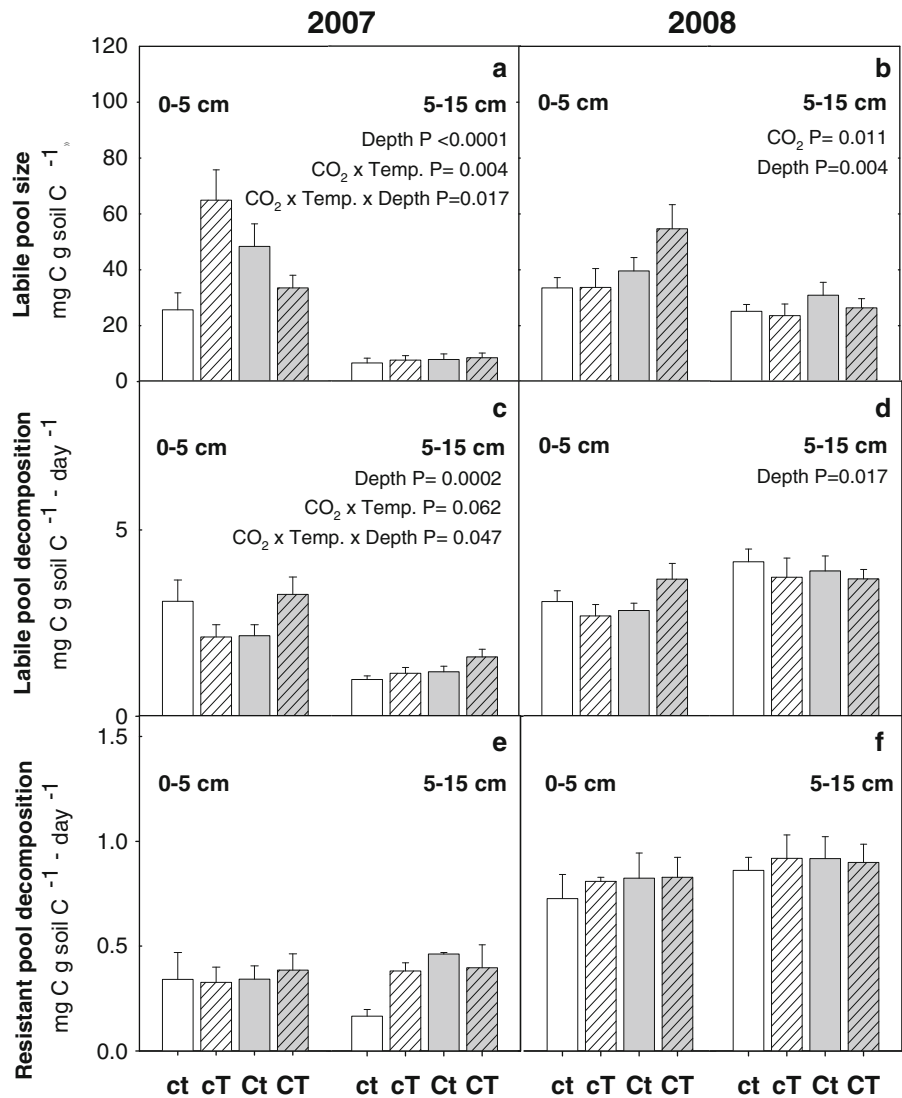 2007
2008
Labile pool size
mg C g soil C ⁻¹
120
100
80
60
40
20
0
a
0-5 cm
5-15 cm
Depth P <0.0001
CO₂ x Temp. P= 0.004
CO₂ x Temp. x Depth P=0.017
b
0-5 cm
5-15 cm
CO₂ P= 0.011
Depth P=0.004
Labile pool decomposition
mg C g soil C ⁻¹ - day ⁻¹
5
0
c
0-5 cm
5-15 cm
Depth P= 0.0002
CO₂ x Temp. P= 0.062
CO₂ x Temp. x Depth P= 0.047
d
0-5 cm
5-15 cm
Depth P=0.017
Resistant pool decomposition
mg C g soil C ⁻¹ - day ⁻¹
1.5
1.0
0.5
0.0
e
0-5 cm
5-15 cm
f
0-5 cm
5-15 cm
ct cT Ct CT ct cT Ct CT ct cT Ct CT ct cT Ct CT